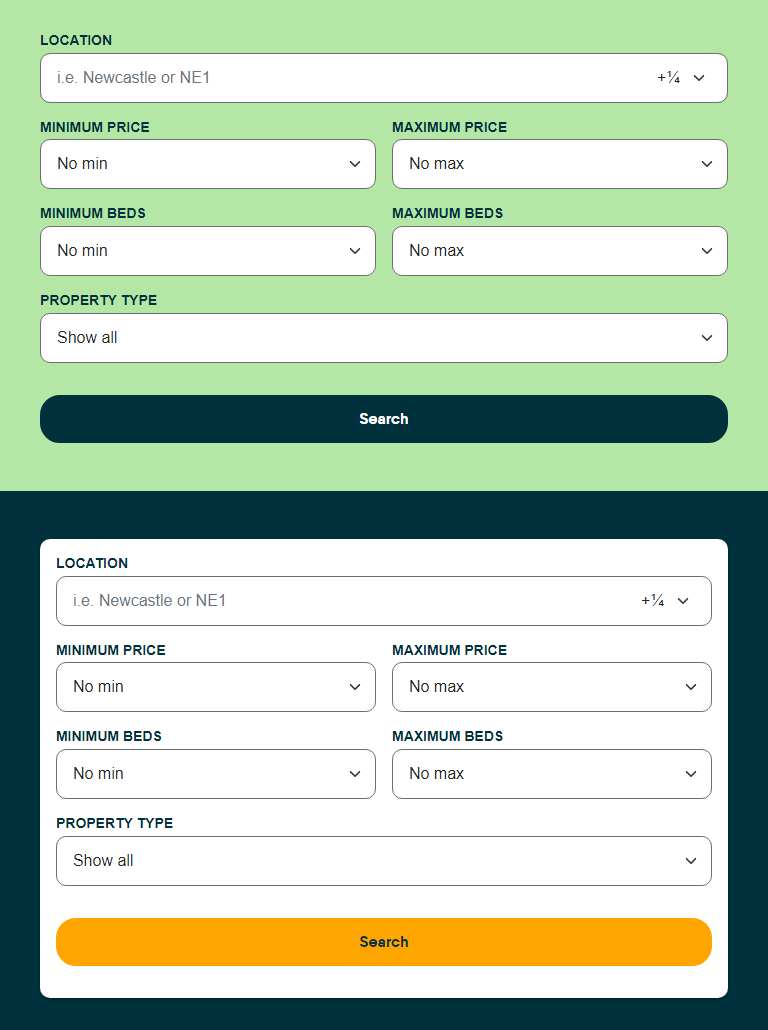 LOCATION
i.e. Newcastle or NE1 +¼
MINIMUM PRICE MAXIMUM PRICE
No min No max
MINIMUM BEDS MAXIMUM BEDS
No min No max
PROPERTY TYPE
Show all
Search
LOCATION
i.e. Newcastle or NE1 +¼
MINIMUM PRICE MAXIMUM PRICE
No min No max
MINIMUM BEDS MAXIMUM BEDS
No min No max
PROPERTY TYPE
Show all
Search